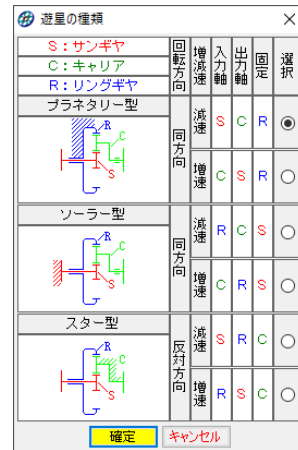 遊星の種類
S：サンギヤ
C：キャリア
R：リングギヤ
回転方向 増減速 入力軸 出力軸 固定 選択
プラネタリー型
R
C
S
同方向
減速 S C R
増速 C S R
ソーラー型
R
C
S
同方向
減速 R C S
増速 C R S
スター型
R
C
S
反対方向
減速 S R C
増速 R S C
確定 キャンセル